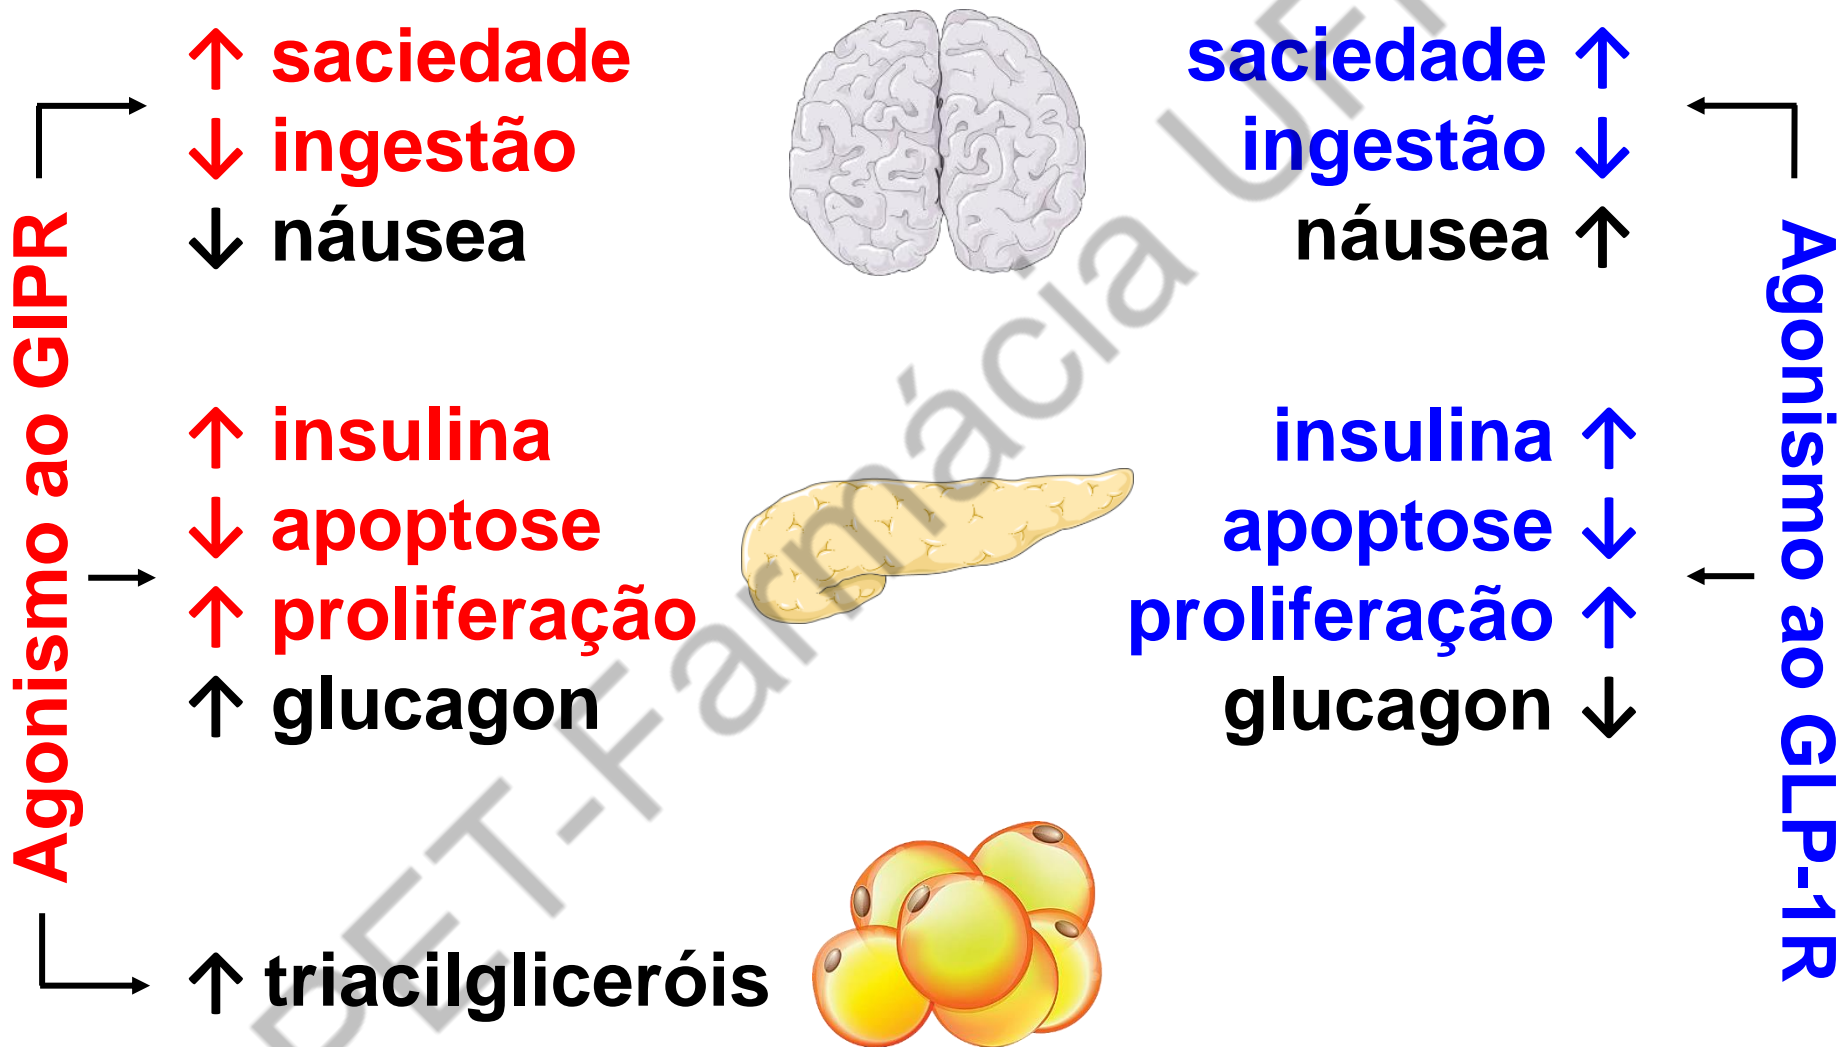 Agonismo ao GIPR
↑ saciedade
↓ ingestão
↓ náusea
↑ insulina
↓ apoptose
↑ proliferação
↑ glucagon
↑ triacilgliceróis
saciedade ↑
ingestão ↓
náusea ↑
insulina ↑
apoptose ↓
proliferação ↑
glucagon ↓
Agonismo ao GLP-1R
PET-Farmácia